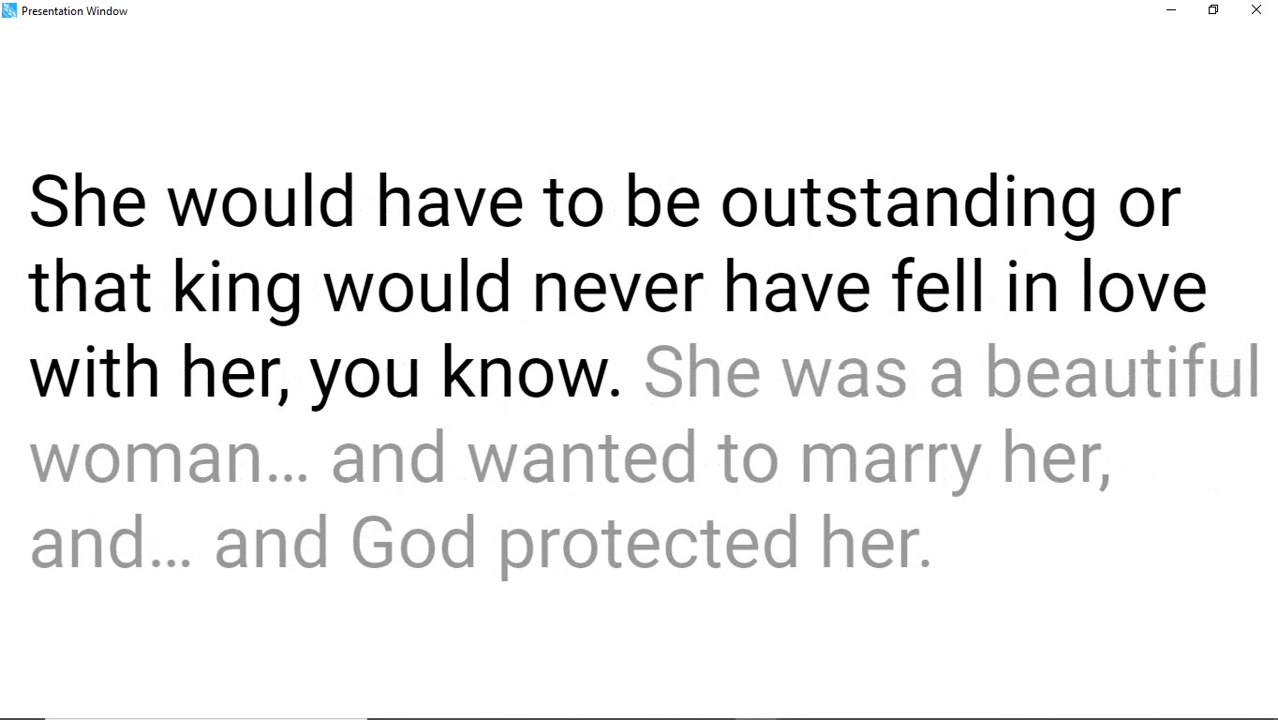 Presentation Window
She would have to be outstanding or
that king would never have fell in love
with her, you know. She was a beautiful
woman… and wanted to marry her,
and… and God protected her.